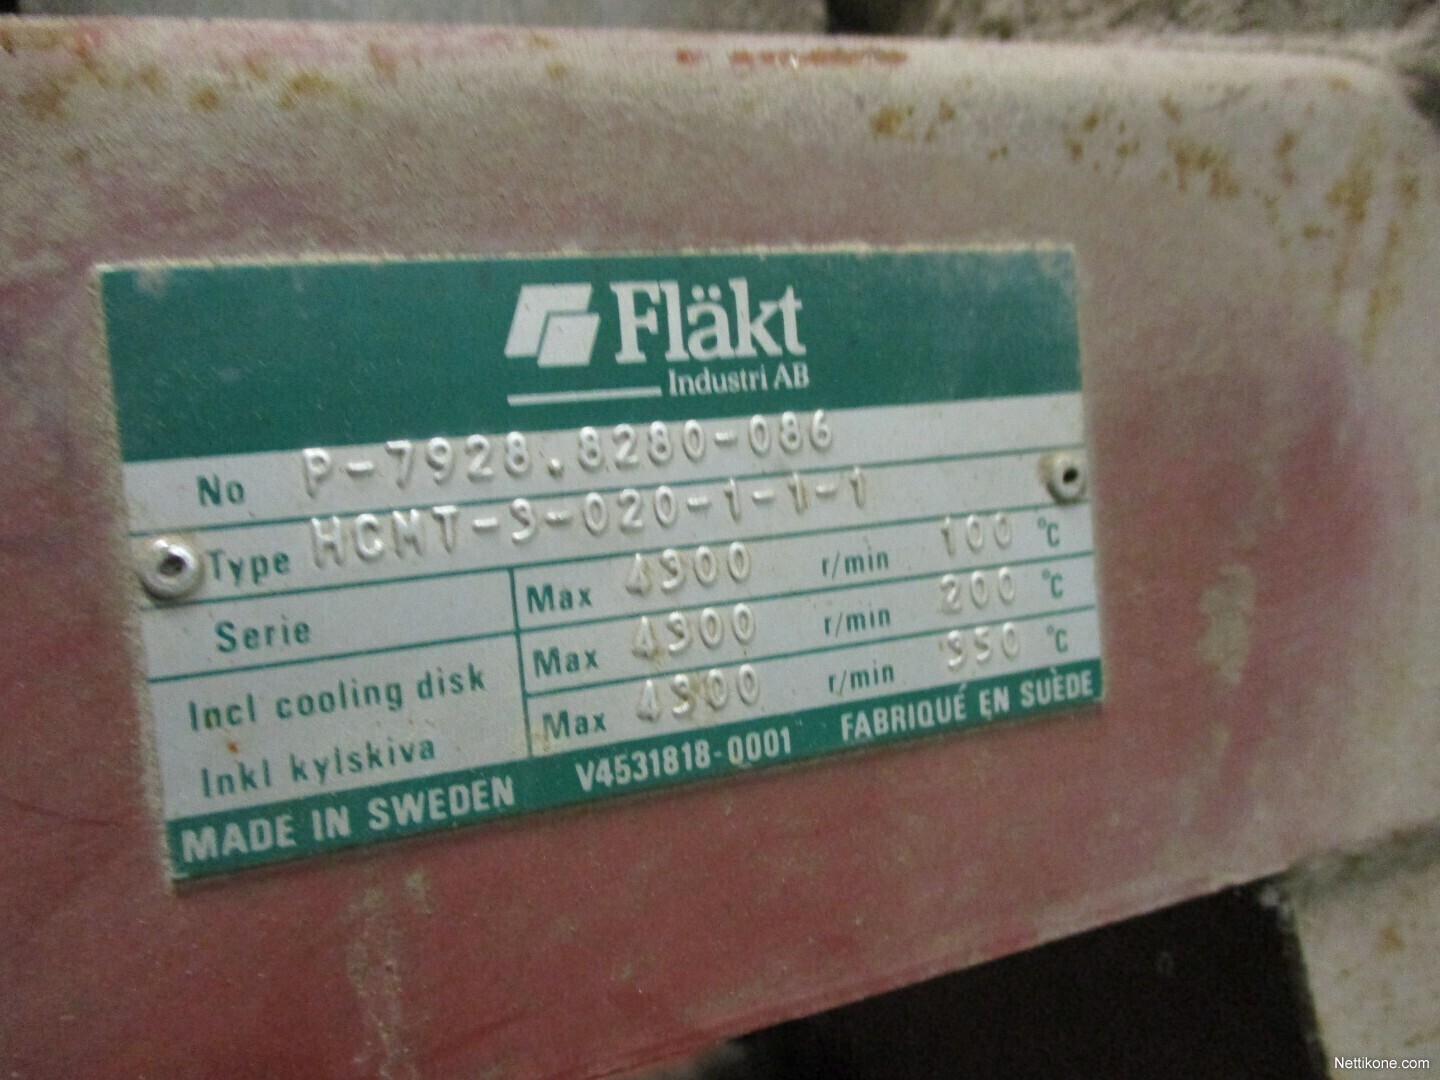 Fläkt
Industri AB
No P-7928.8280-086
Type HCMT-3-020-1-1-1
Serie Max 4300 r/min 100 °C
Incl cooling disk Max 4300 r/min 200 °C
Inkl kylskiva Max 4300 r/min 350 °C
MADE IN SWEDEN V4531818-0001 FABRIQUÉ EN SUÈDE
Nettikone.com